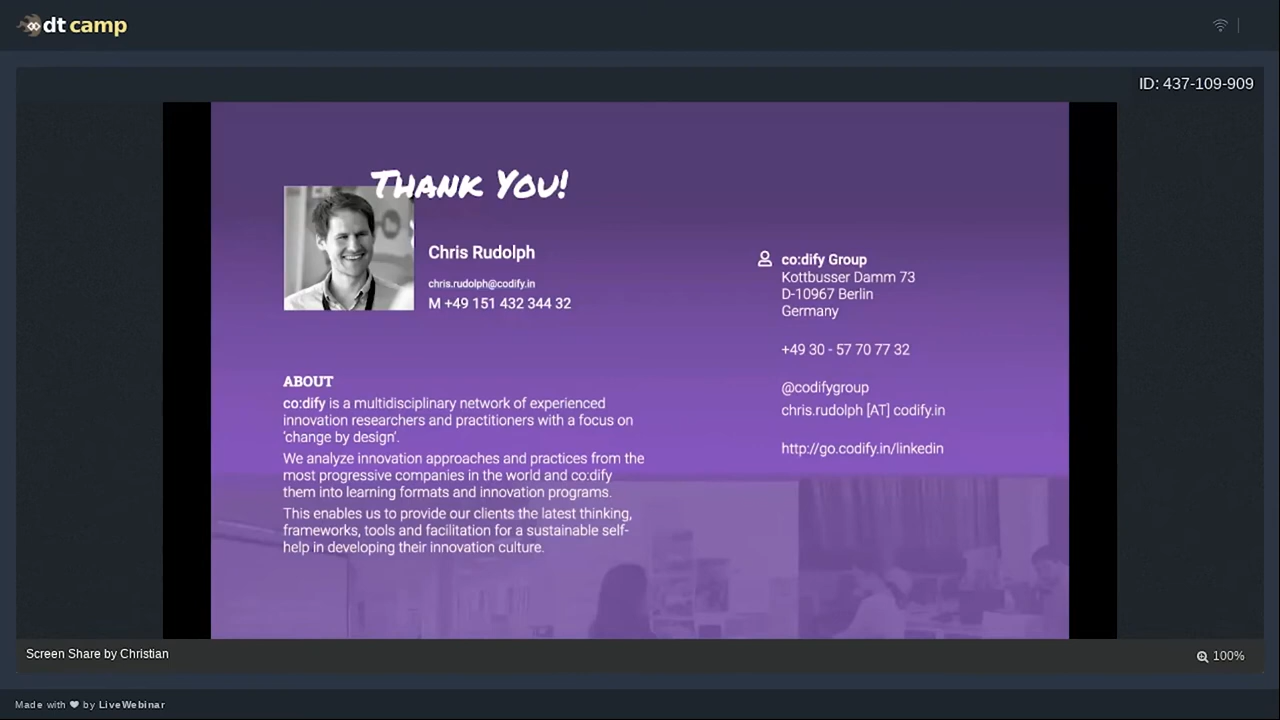 dt camp
ID: 437-109-909
Thank You!
Chris Rudolph
chris.rudolph@codify.in
M +49 151 432 344 32
co:dify Group
Kottbusser Damm 73
D-10967 Berlin
Germany
+49 30 - 57 70 77 32
@codifygroup
chris.rudolph [AT] codify.in
http://go.codify.in/linkedin
ABOUT
co:dify is a multidisciplinary network of experienced
innovation researchers and practitioners with a focus on
'change by design'.
We analyze innovation approaches and practices from the
most progressive companies in the world and co:dify
them into learning formats and innovation programs.
This enables us to provide our clients the latest thinking,
frameworks, tools and facilitation for a sustainable self-
help in developing their innovation culture.
Screen Share by Christian
100%
Made with ❤ by LiveWebinar